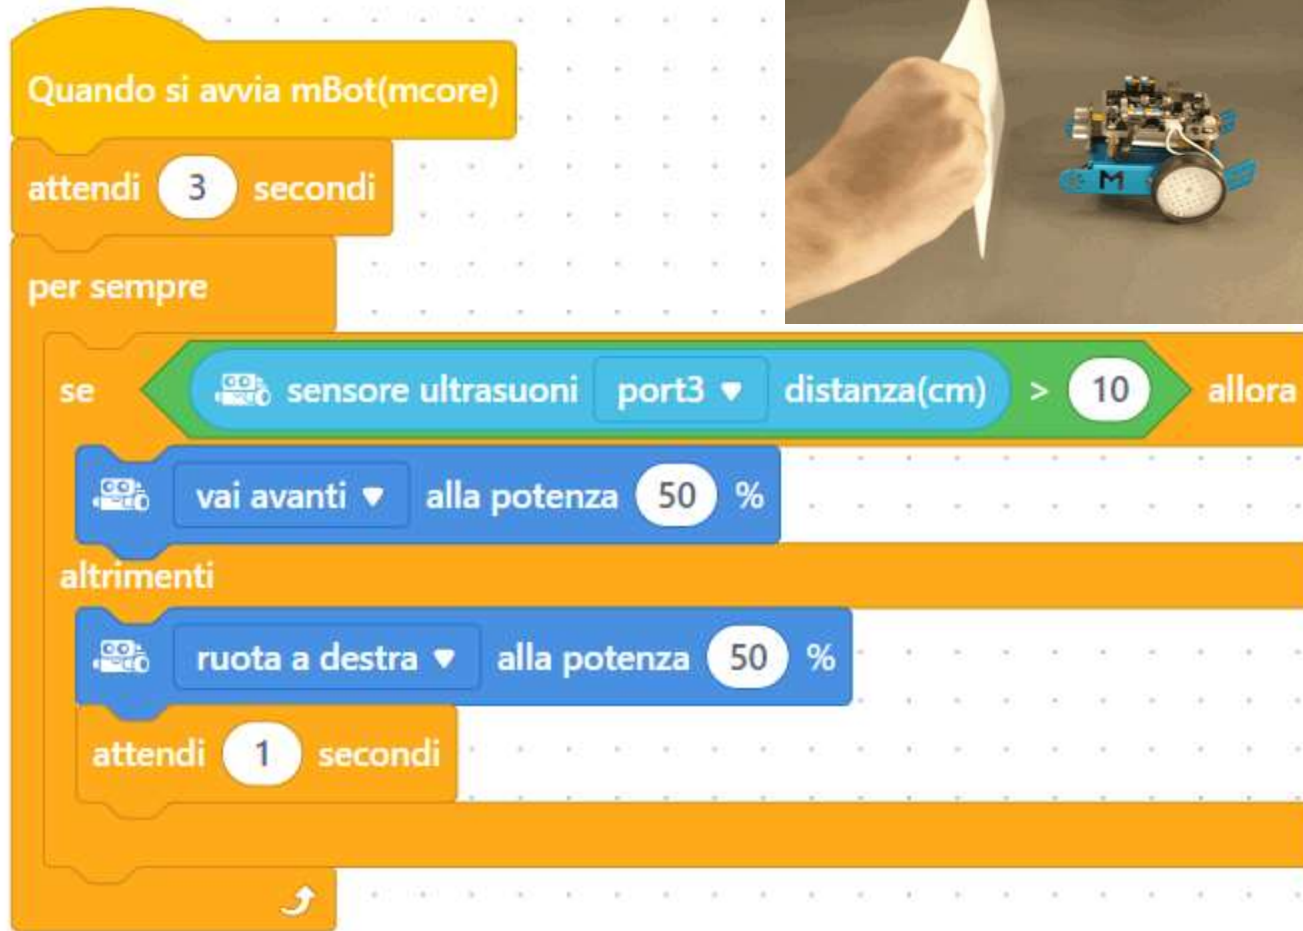 Quando si avvia mBot(mcore)
attendi 3 secondi
per sempre
se sensore ultrasuoni port3 distanza(cm) > 10 allora
vai avanti alla potenza 50 %
altrimenti
ruota a destra alla potenza 50 %
attendi 1 secondi
M